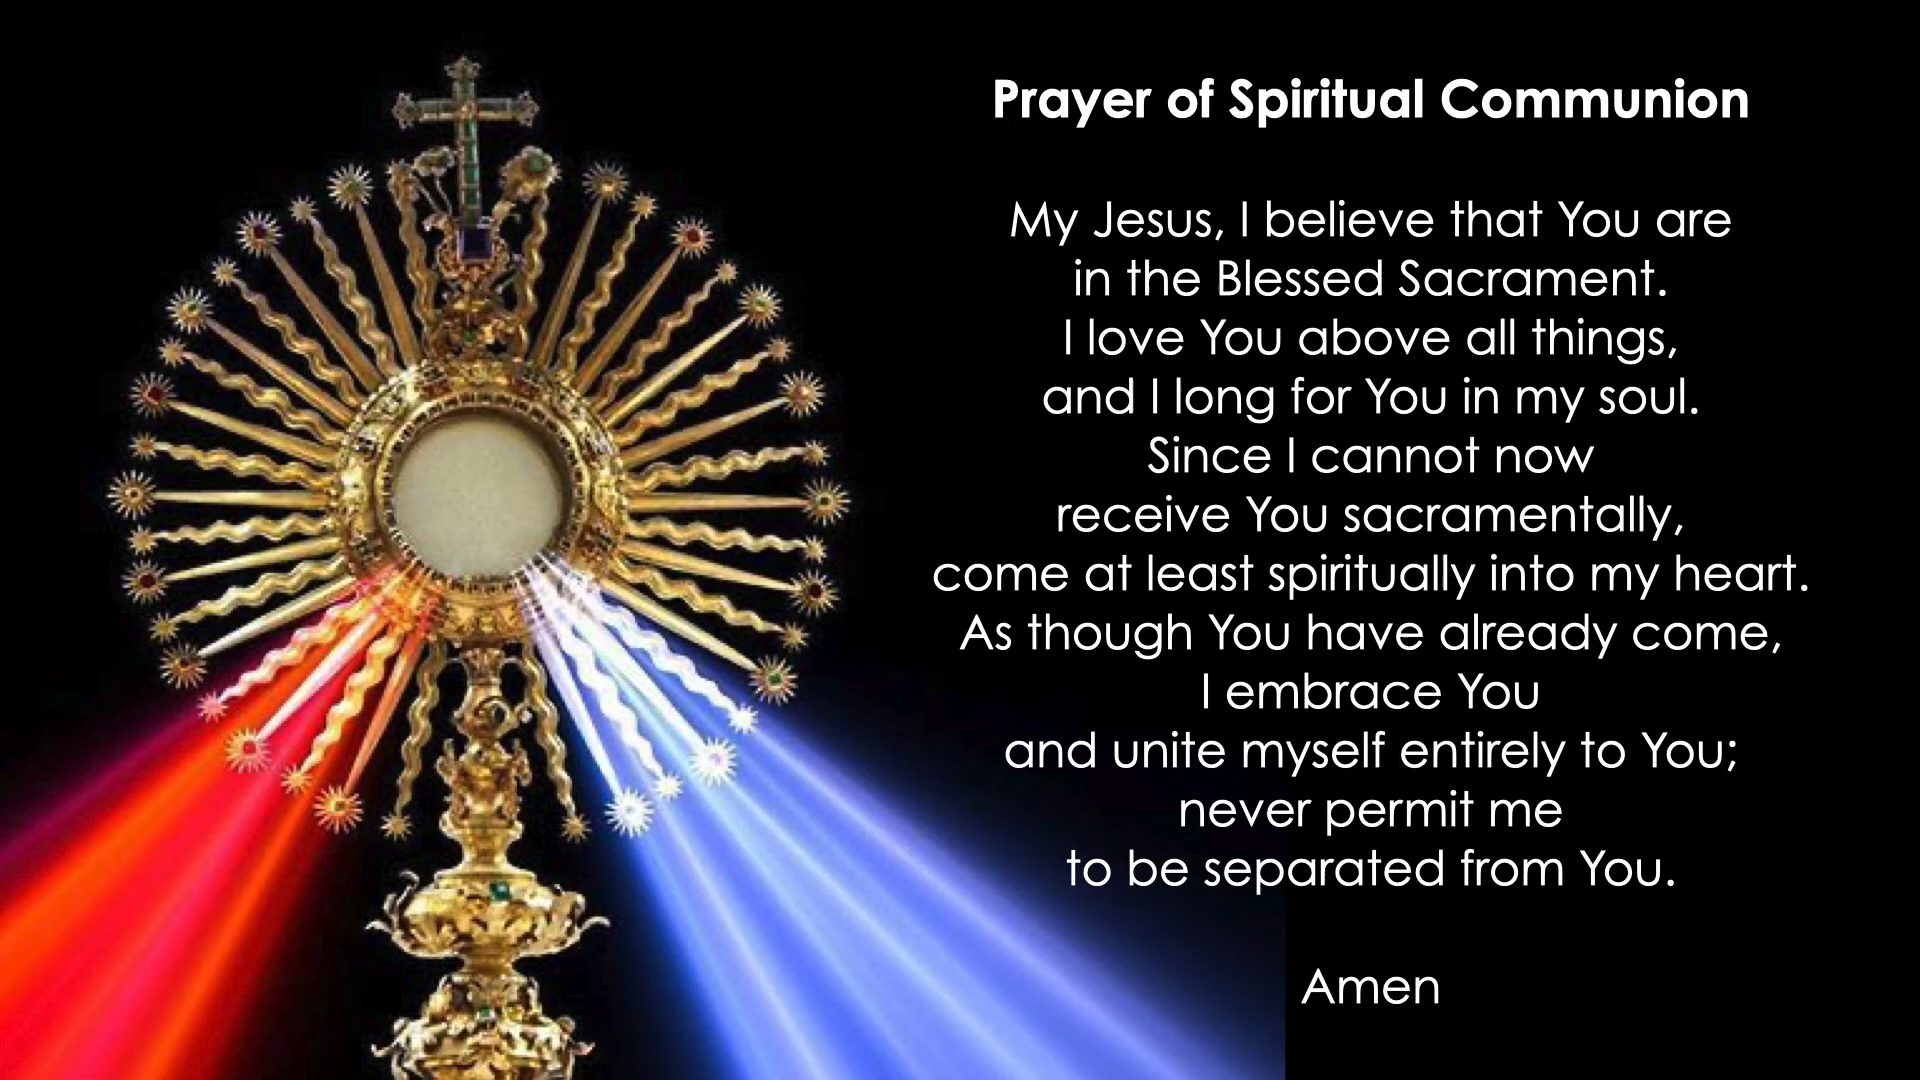 Prayer of Spiritual Communion
My Jesus, I believe that You are
in the Blessed Sacrament.
I love You above all things,
and I long for You in my soul.
Since I cannot now
receive You sacramentally,
come at least spiritually into my heart.
As though You have already come,
I embrace You
and unite myself entirely to You;
never permit me
to be separated from You.
Amen